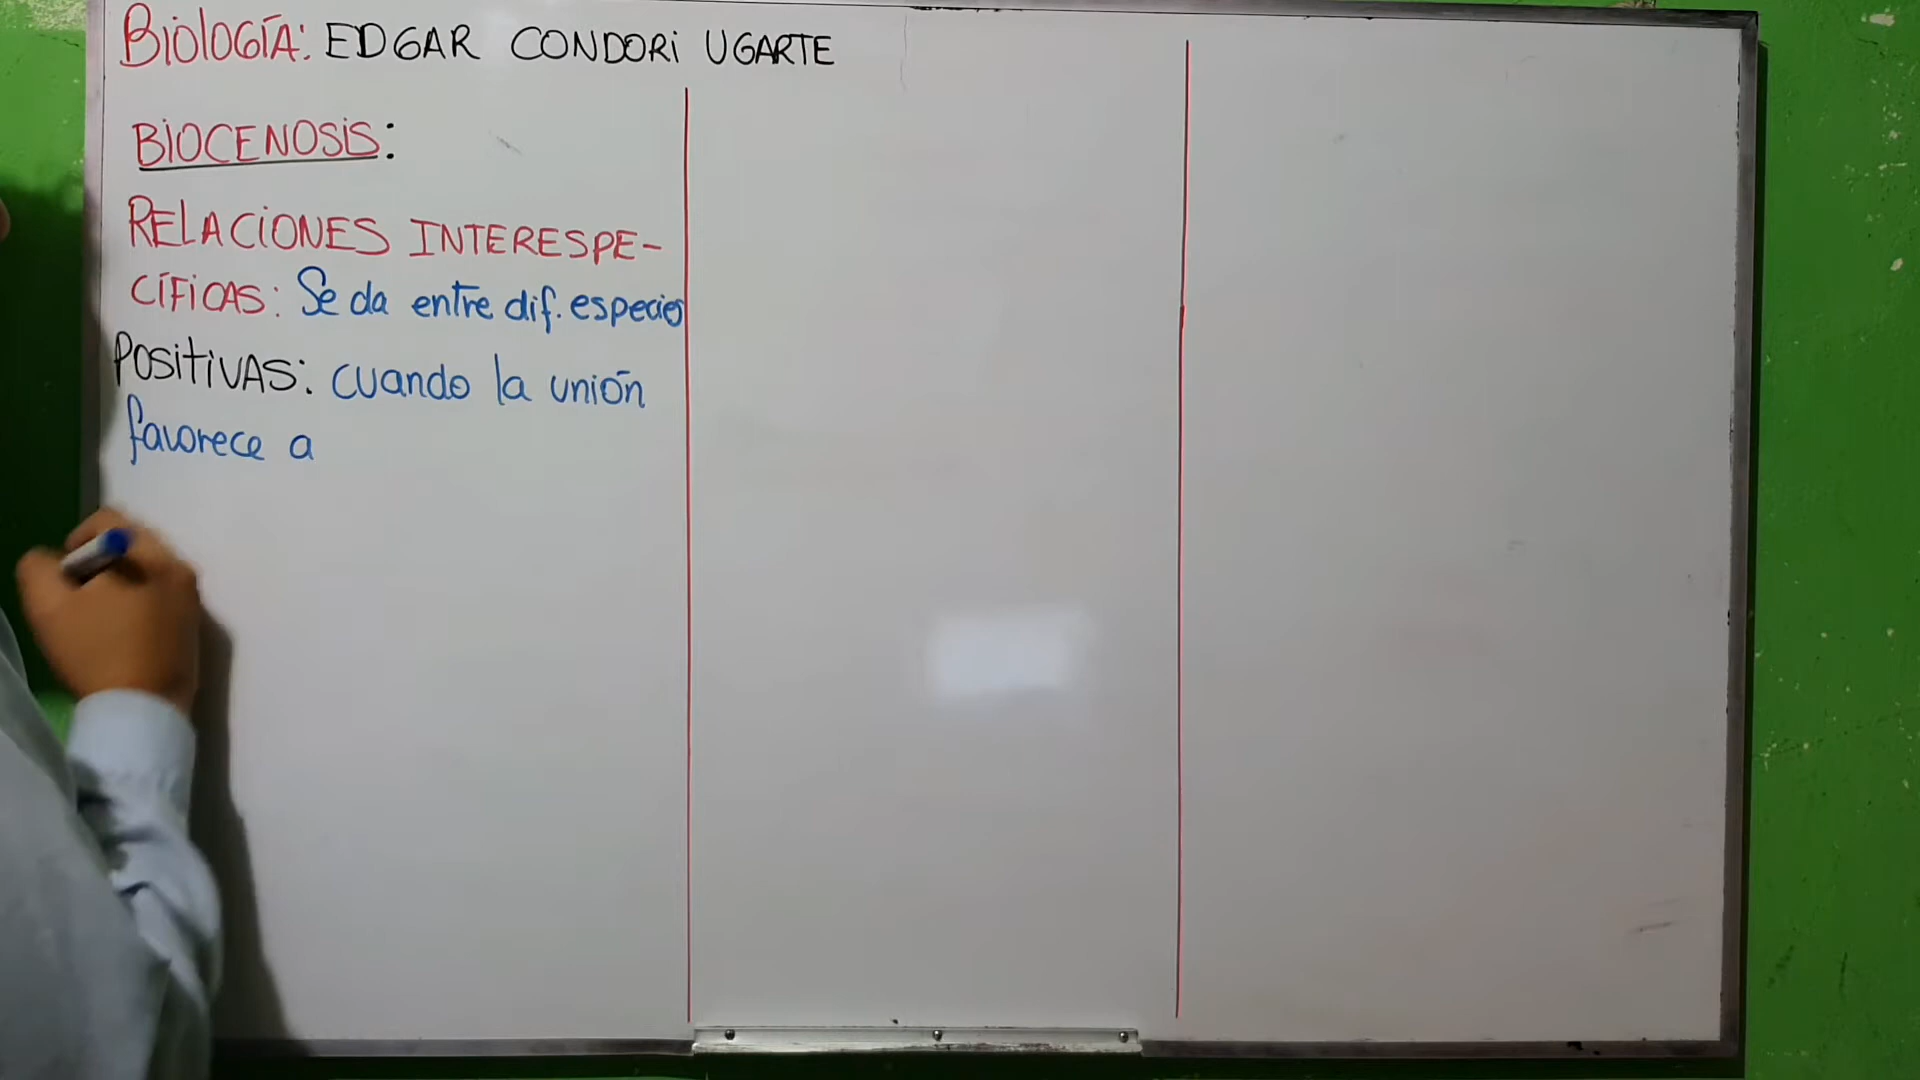 BiOLOGÍA: EDGAR CONDORi UGARTE
BIOCENOSIS:
RELACIONES INTERESPE-
CÍFICAS: Se da entre dif. especies
POSITIVAS: cuando la unión
favorece a